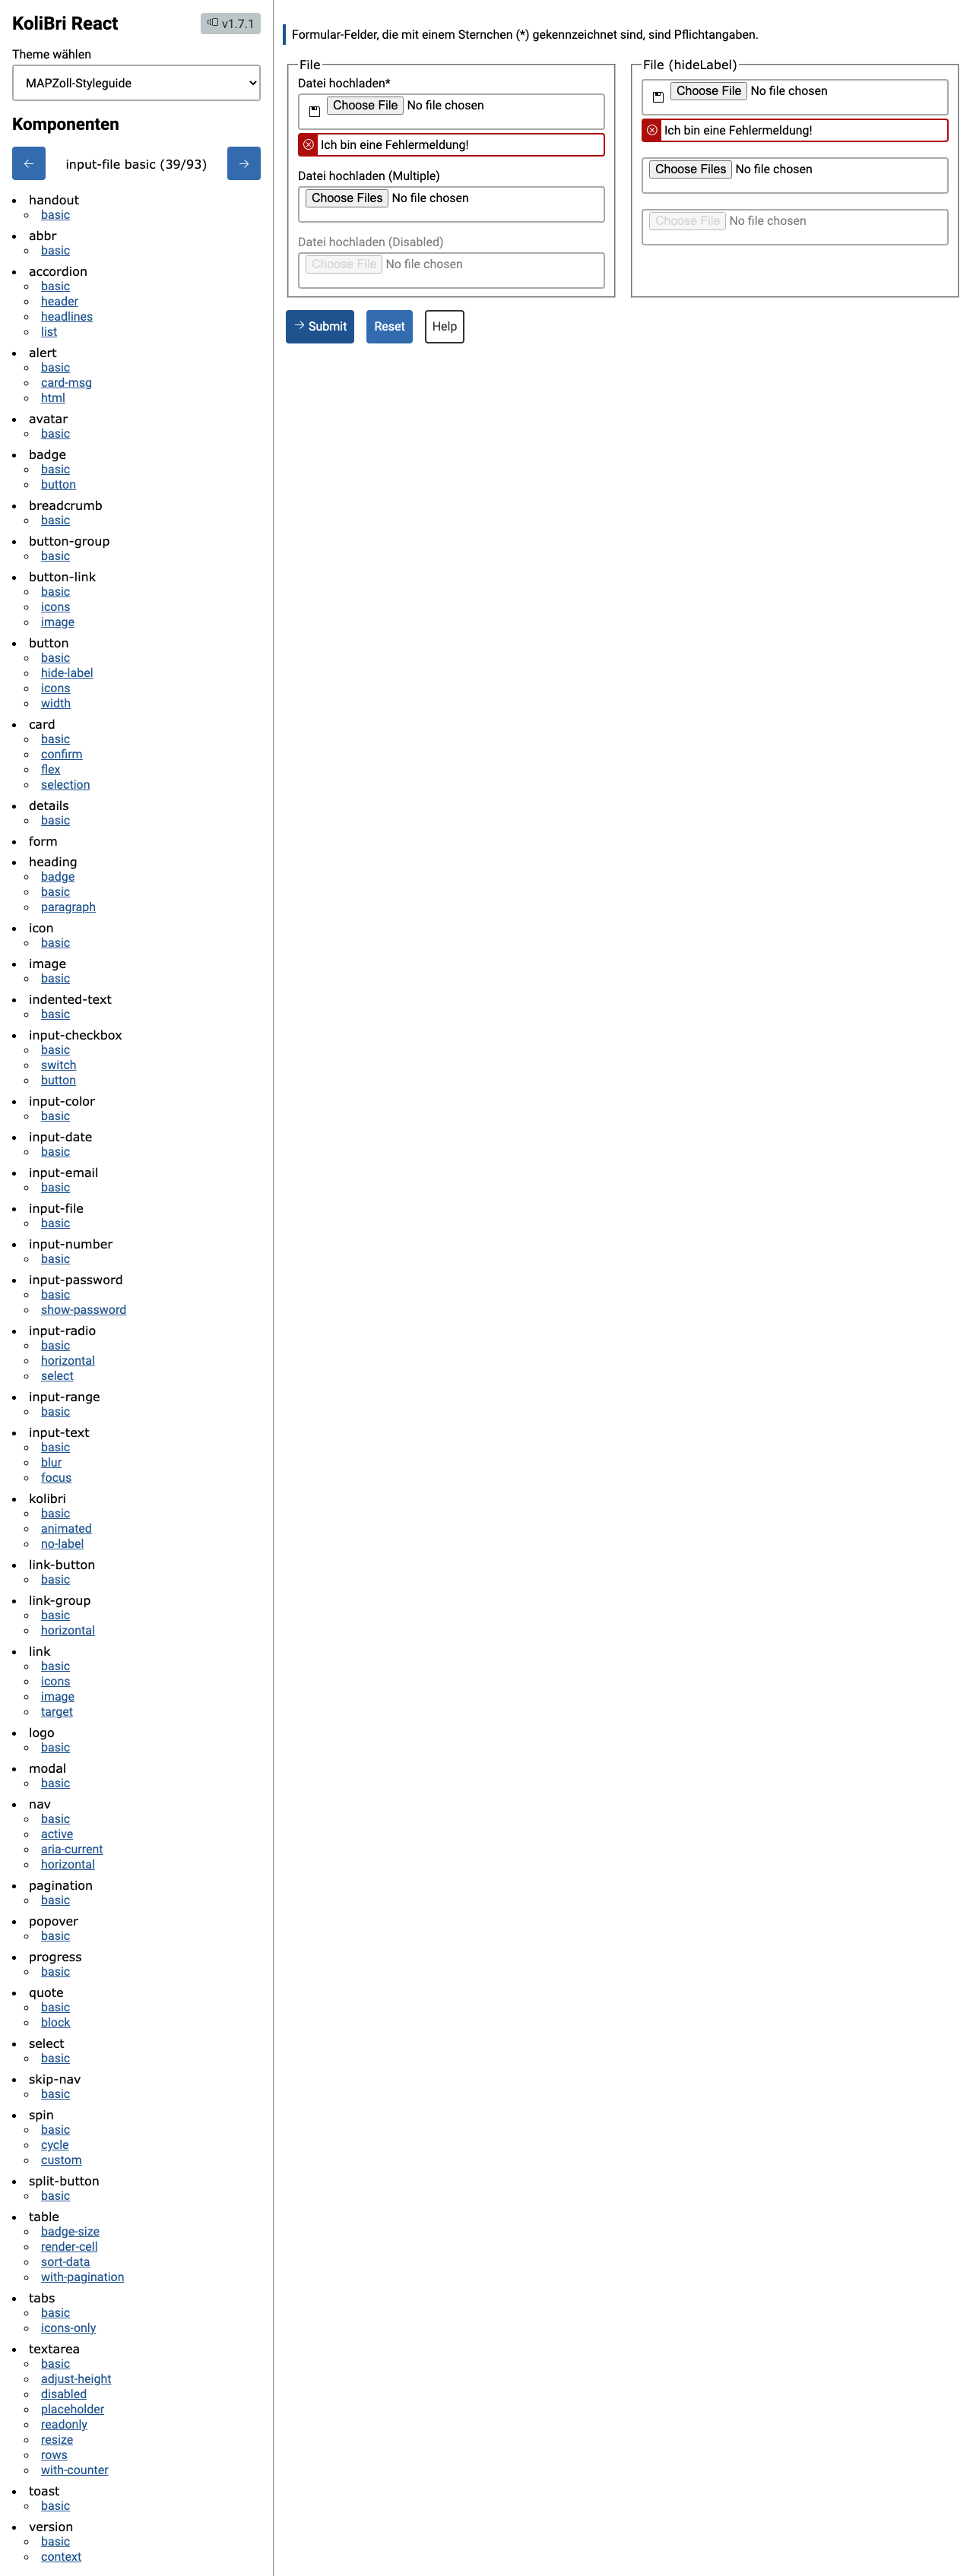 KoliBri React
v1.7.1
Theme wählen
MAPZoll-Styleguide
Komponenten
input-file basic (39/93)
handout
basic
abbr
basic
accordion
basic
header
headlines
list
alert
basic
card-msg
html
avatar
basic
badge
basic
button
breadcrumb
basic
button-group
basic
button-link
basic
icons
image
button
basic
hide-label
icons
width
card
basic
confirm
flex
selection
details
basic
form
heading
badge
basic
paragraph
icon
basic
image
basic
indented-text
basic
input-checkbox
basic
switch
button
input-color
basic
input-date
basic
input-email
basic
input-file
basic
input-number
basic
input-password
basic
show-password
input-radio
basic
horizontal
select
input-range
basic
input-text
basic
blur
focus
kolibri
basic
animated
no-label
link-button
basic
link-group
basic
horizontal
link
basic
icons
image
target
logo
basic
modal
basic
nav
basic
active
aria-current
horizontal
pagination
basic
popover
basic
progress
basic
quote
basic
block
select
basic
skip-nav
basic
spin
basic
cycle
custom
split-button
basic
table
badge-size
render-cell
sort-data
with-pagination
tabs
basic
icons-only
textarea
basic
adjust-height
disabled
placeholder
readonly
resize
rows
with-counter
toast
basic
version
basic
context
Formular-Felder, die mit einem Sternchen (*) gekennzeichnet sind, sind Pflichtangaben.
File
Datei hochladen*
Choose File No file chosen
Ich bin eine Fehlermeldung!
Datei hochladen (Multiple)
Choose Files No file chosen
Datei hochladen (Disabled)
Choose File No file chosen
File (hideLabel)
Choose File No file chosen
Ich bin eine Fehlermeldung!
Choose Files No file chosen
Choose File No file chosen
Submit
Reset
Help